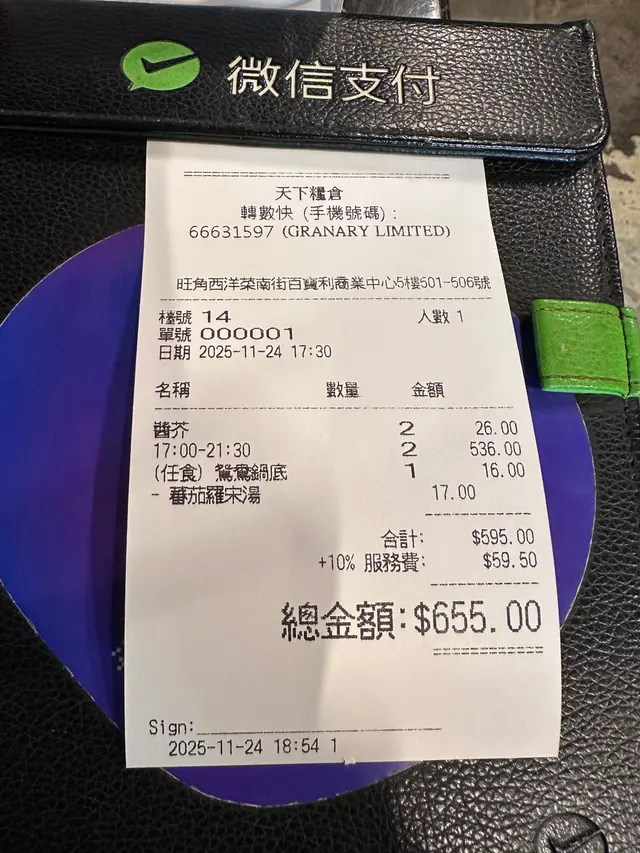 微信支付
天下糧倉
轉數快 (手機號碼) :
66631597 (GRANARY LIMITED)
旺角西洋菜南街百寶利商業中心5樓501-506號
檯號 14 人數 1
單號 000001
日期 2025-11-24 17:30
名稱 數量 金額
醬芥 2 26.00
17:00-21:30 2 536.00
(任食) 鴛鴦鍋底 1 16.00
- 蕃茄羅宋湯 17.00
合計: $595.00
+10% 服務費: $59.50
總金額:$655.00
Sign:
2025-11-24 18:54 1